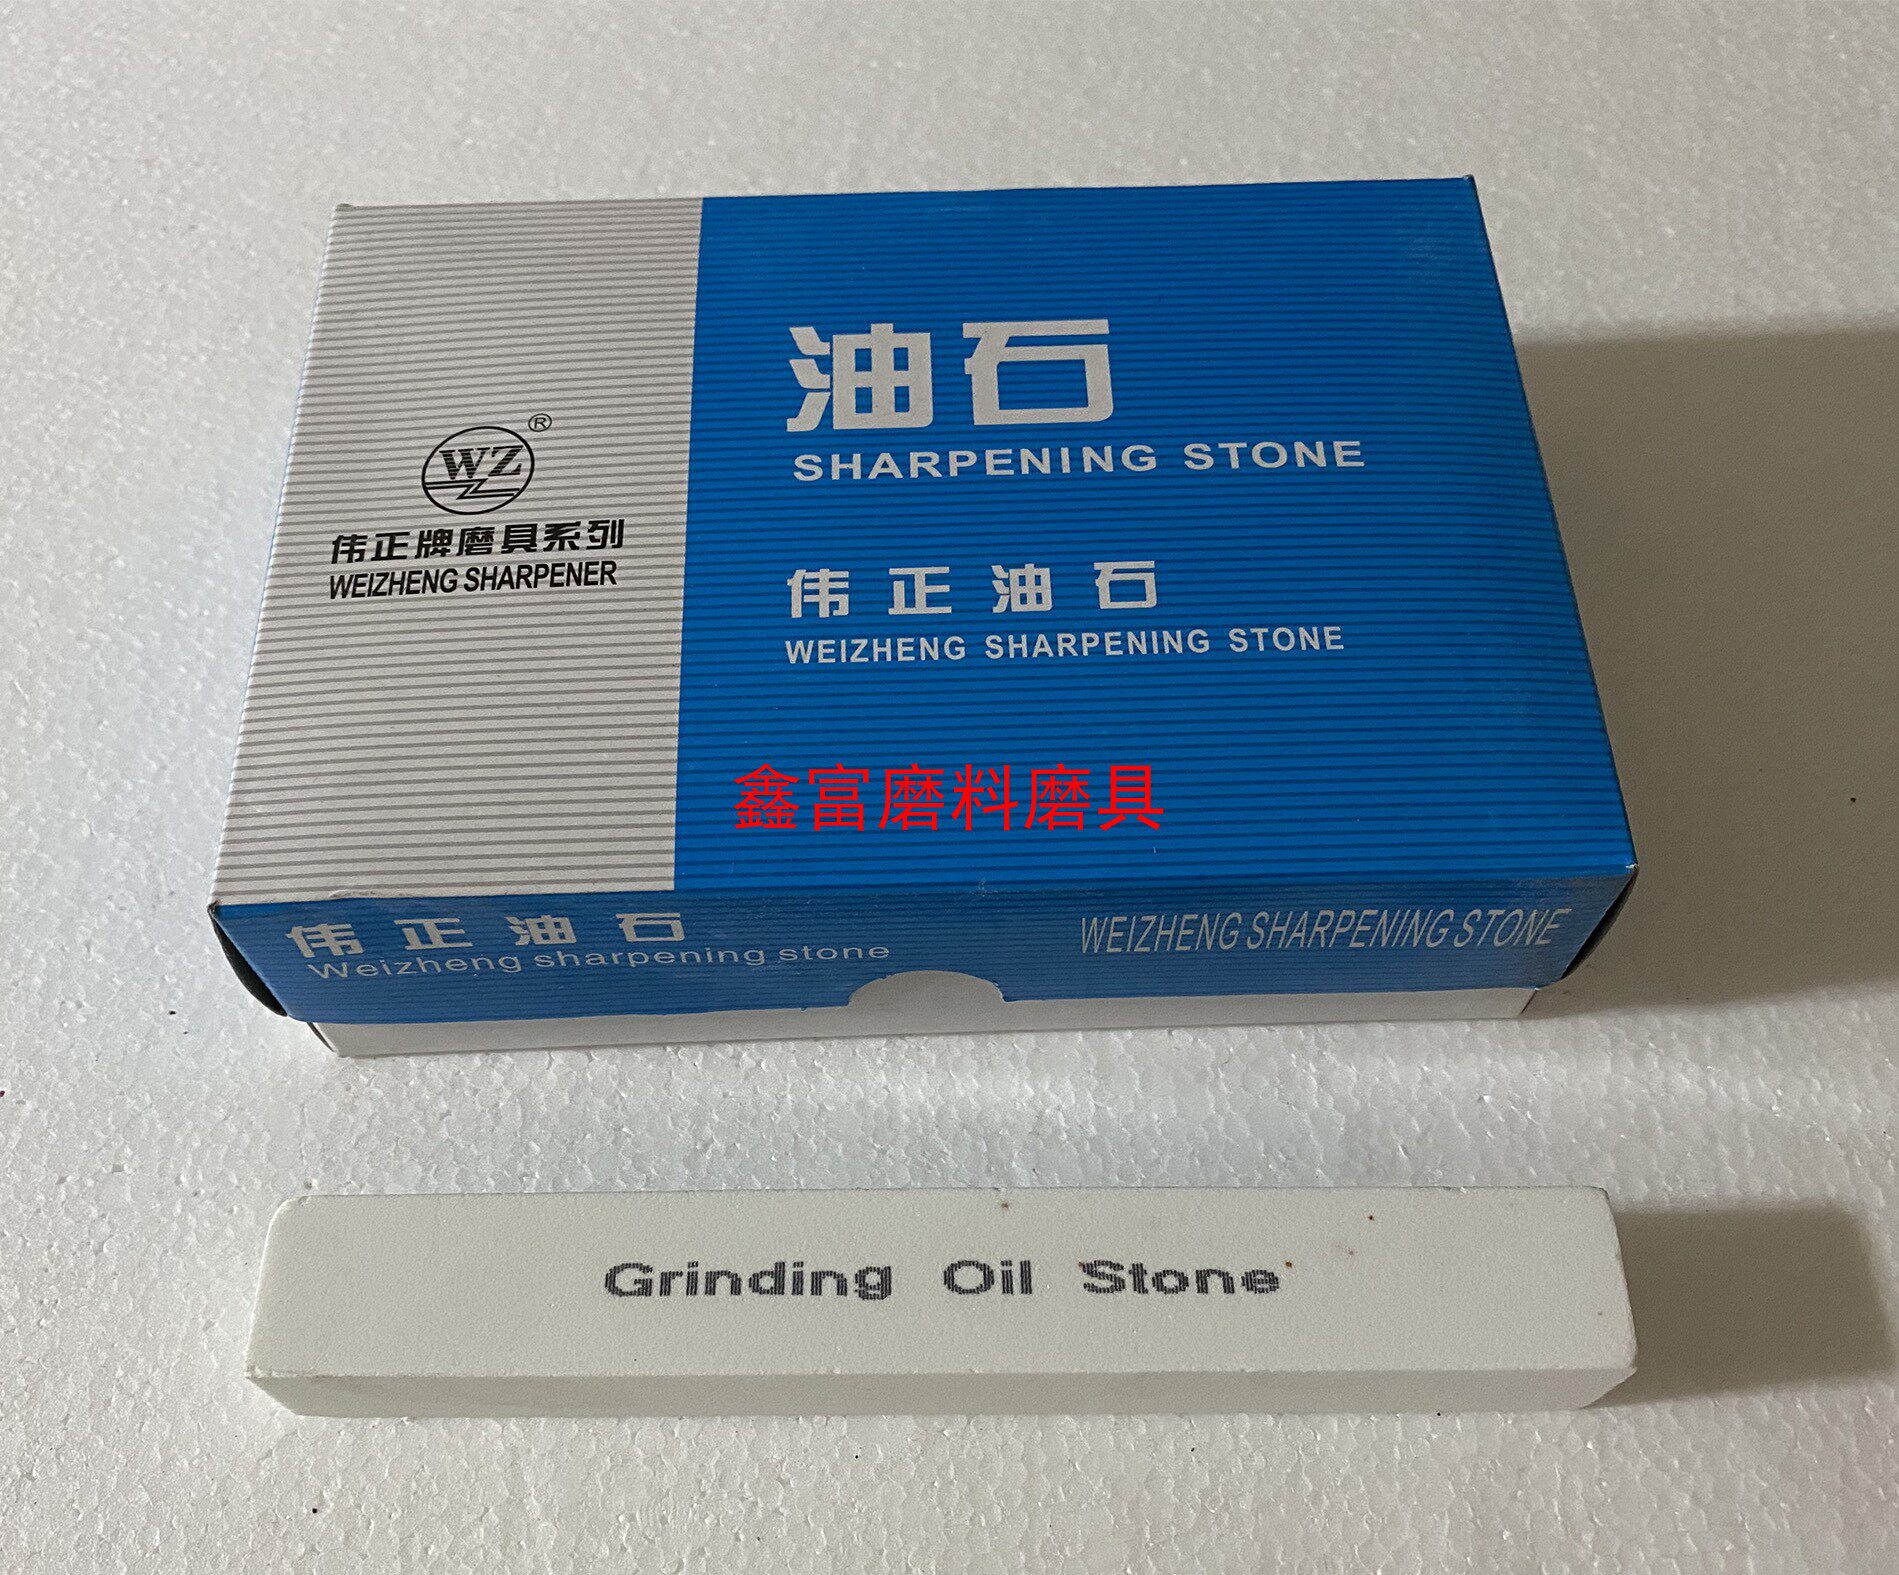 油石
SHARPENING STONE
WZ®
伟正牌磨具系列
WEIZHENG SHARPENER
伟正油石
WEIZHENG SHARPENING STONE
鑫富磨料磨具
伟正油石
Weizheng sharpening stone
WEIZHENG SHARPENING STONE
Grinding Oil Stone